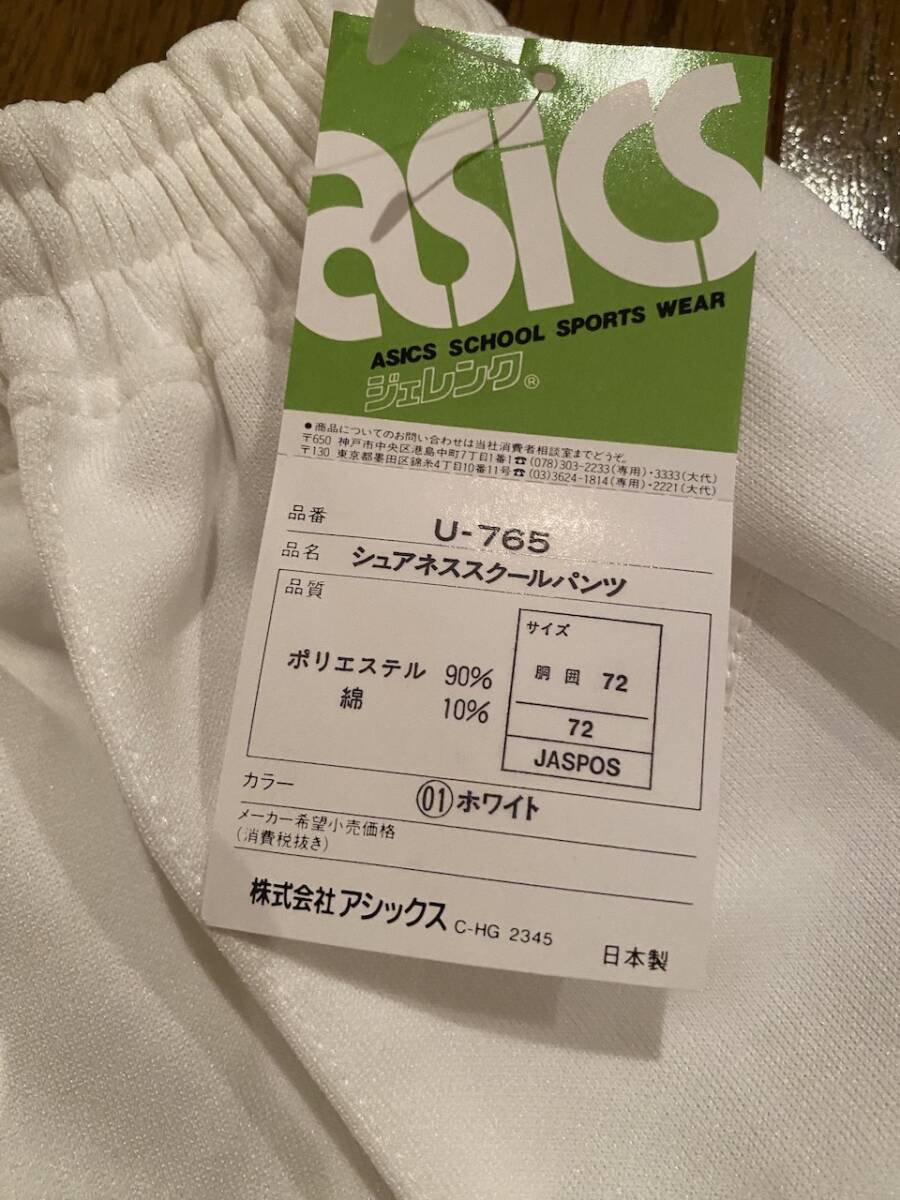 asics
ASICS SCHOOL SPORTS WEAR
ジェレンク®
●商品についてのお問い合わせは当社消費者相談室までどうぞ。
〒650 神戸市中央区港島中町7丁目1番1☎(078)303-2233(専用)・3333(大代)
〒130 東京都墨田区錦糸4丁目10番11号☎(03)3624-1814(専用)・2221(大代)
品番 U-765
品名 シュアネススクールパンツ
品質
ポリエステル 90%
綿 10%
サイズ
胴囲 72
72
JASPOS
カラー 01 ホワイト
メーカー希望小売価格
(消費税抜き)
株式会社アシックス C-HG 2345 日本製